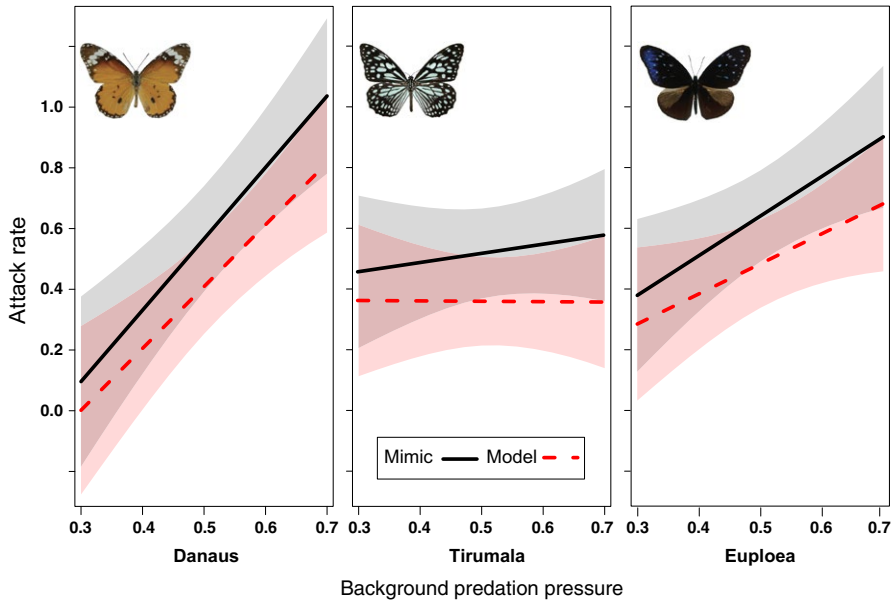 Attack rate
1.0
0.8
0.6
0.4
0.2
0.0
Mimic Model
0.3 0.4 0.5 0.6 0.7 0.3 0.4 0.5 0.6 0.7 0.3 0.4 0.5 0.6 0.7
Danaus Tirumala Euploea
Background predation pressure